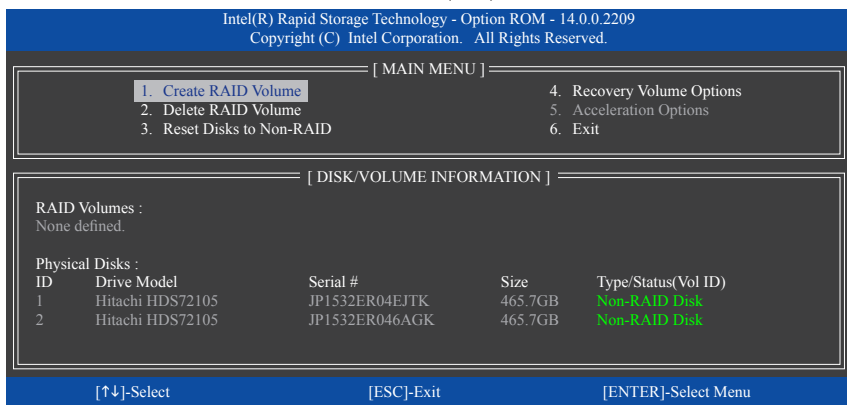 Intel(R) Rapid Storage Technology - Option ROM - 14.0.0.2209
Copyright (C) Intel Corporation. All Rights Reserved.
[ MAIN MENU ]
1. Create RAID Volume
2. Delete RAID Volume
3. Reset Disks to Non-RAID
4. Recovery Volume Options
5. Acceleration Options
6. Exit
[ DISK/VOLUME INFORMATION ]
RAID Volumes :
None defined.
Physical Disks :
ID Drive Model Serial # Size Type/Status(Vol ID)
1 Hitachi HDS72105 JP1532ER04EJTK 465.7GB Non-RAID Disk
2 Hitachi HDS72105 JP1532ER046AGK 465.7GB Non-RAID Disk
[↑↓]-Select [ESC]-Exit [ENTER]-Select Menu